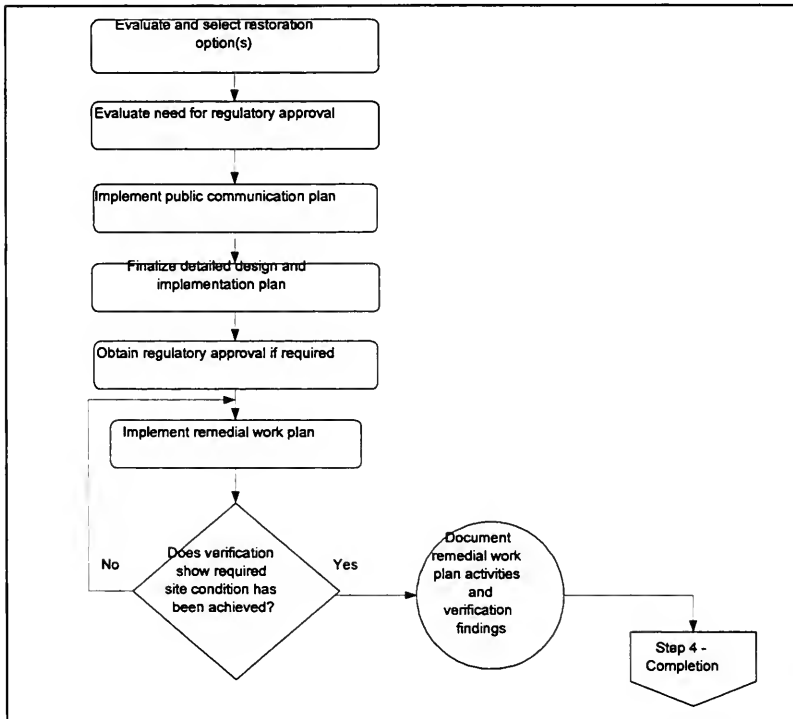 Evaluate and select restoration
option(s)
Evaluate need for regulatory approval
Implement public communication plan
Finalize detailed design and
implementation plan
Obtain regulatory approval if required
Implement remedial work plan
Does verification
show required
site condition has
been achieved?
No
Yes
Document
remedial work
plan activities
and
verification
findings
Step 4 -
Completion